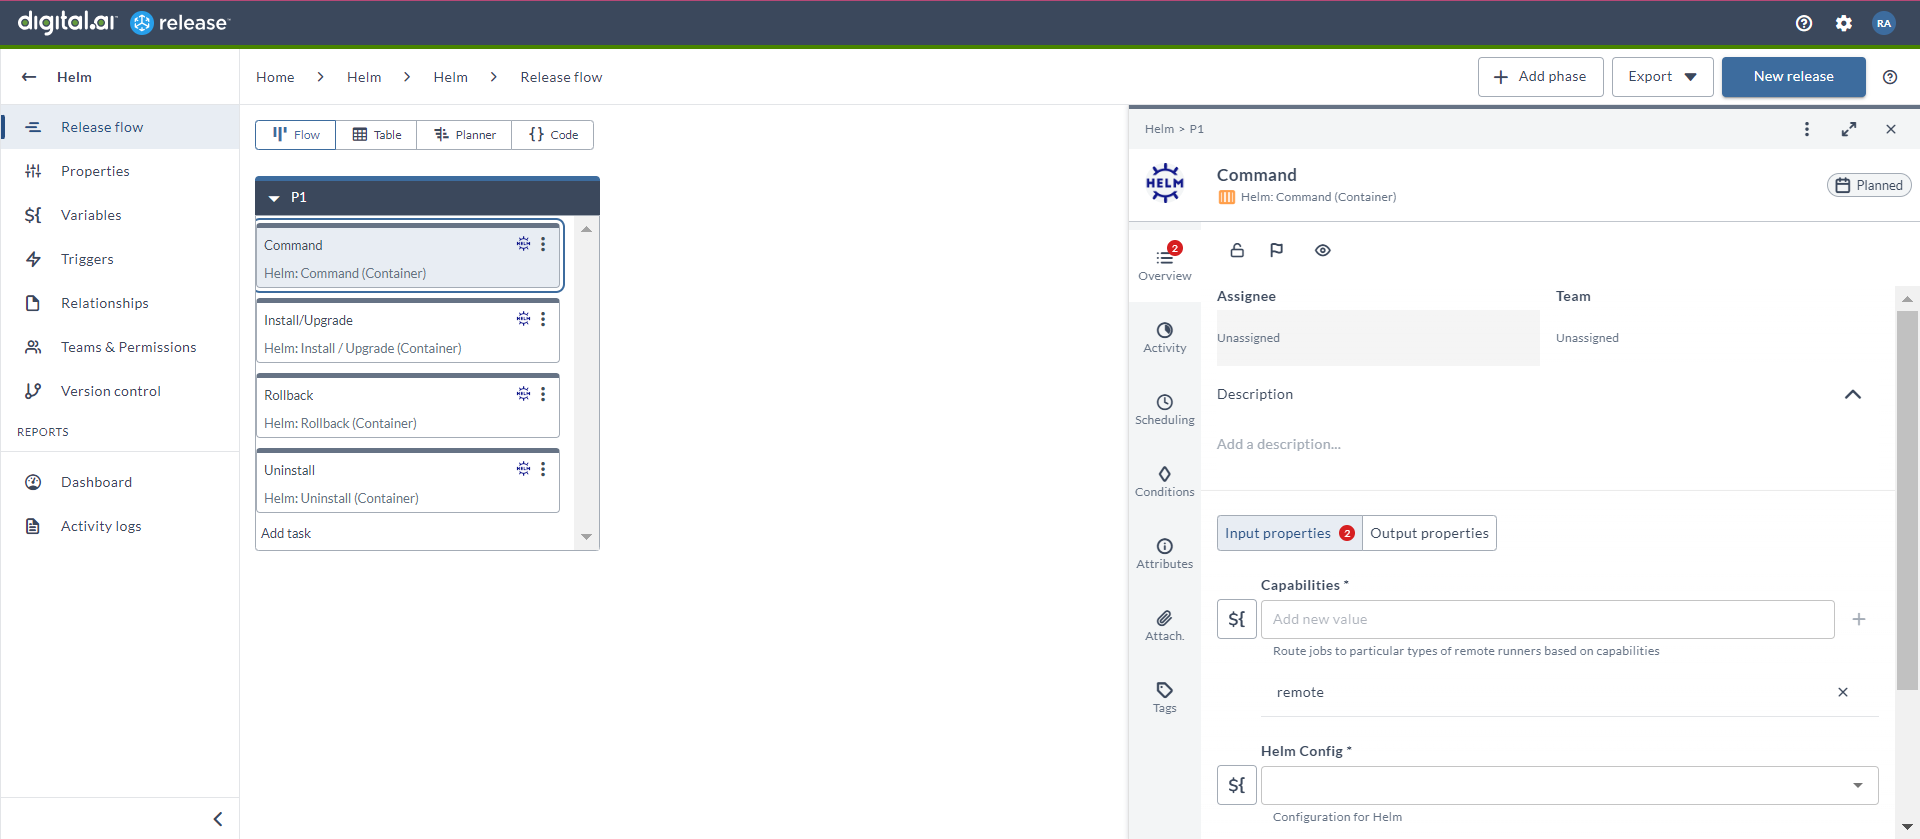 digital.ai release
RA
Helm
Home > Helm > Helm > Release flow
Add phase
Export
New release
Release flow
Properties
Variables
Triggers
Relationships
Teams & Permissions
Version control
REPORTS
Dashboard
Activity logs
Flow
Table
Planner
Code
P1
Command
Helm: Command (Container)
Install/Upgrade
Helm: Install / Upgrade (Container)
Rollback
Helm: Rollback (Container)
Uninstall
Helm: Uninstall (Container)
Add task
Helm > P1
HELM
Command
Helm: Command (Container)
Planned
2
Overview
Activity
Scheduling
Conditions
Attributes
Attach.
Tags
Assignee
Team
Unassigned
Unassigned
Description
Add a description...
Input properties 2
Output properties
Capabilities *
${
Add new value
Route jobs to particular types of remote runners based on capabilities
remote
Helm Config *
${
Configuration for Helm